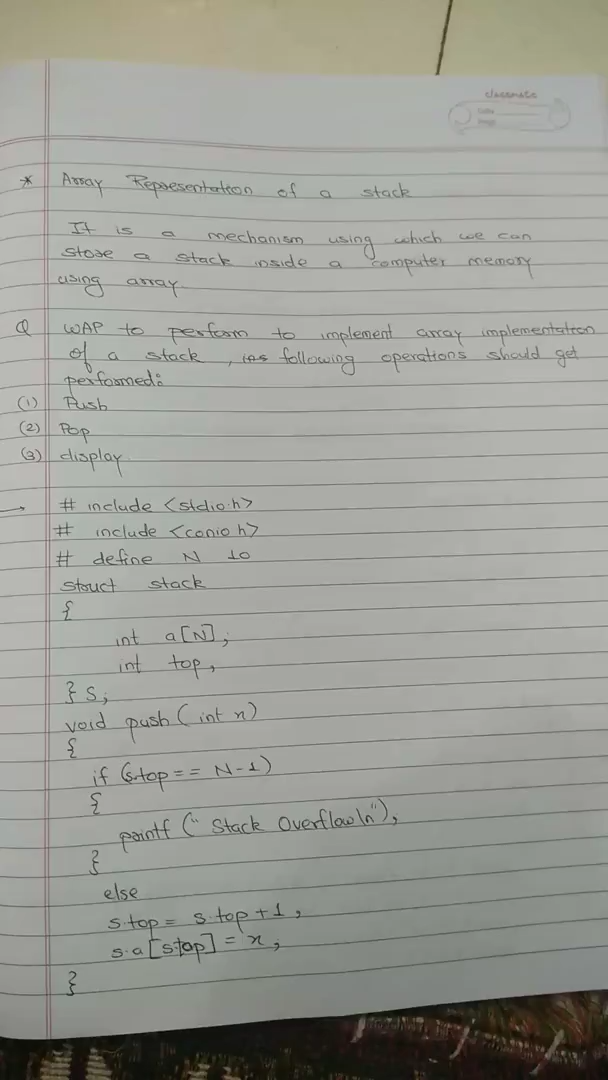 classmate
* Array Representation of a stack
It is a mechanism using which we can
store a stack inside a computer memory
using array
Q WAP to perform to implement array implementation
of a stack, following operations should get
performed:
(1) Push
(2) Pop
(3) display
→ # include <stdio.h>
# include <conio.h>
# define N 10
struct stack
{
int a[N];
int top;
} s;
void push (int x)
{
if (s.top == N-1)
{
printf (" Stack Overflow\n");
}
else
s.top = s.top + 1;
s.a[s.top] = x;
}